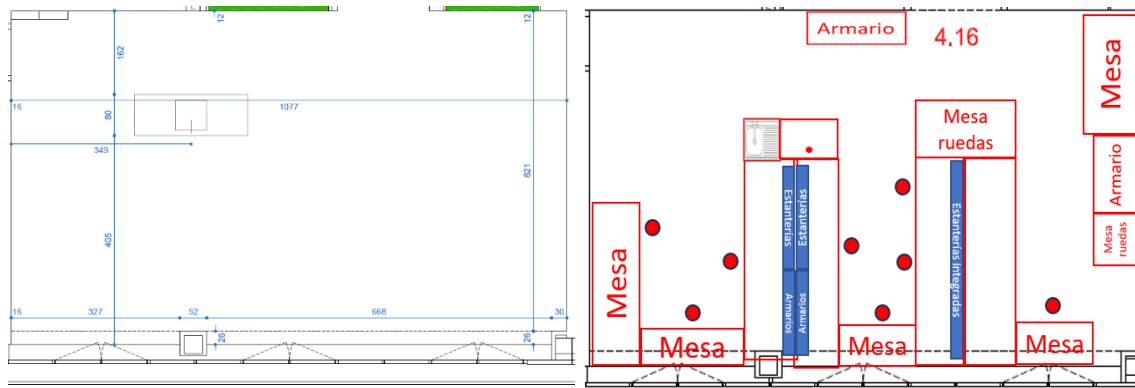 12
12
162
16
1077
80
349
621
405
16
327
52
668
30
26
26
Armario
4.16
Mesa
Mesa
ruedas
Armario
Mesa
ruedas
Estanterías
Estanterías
Estanterías integradas
Armarios
Armarios
Mesa
Mesa
Mesa
Mesa